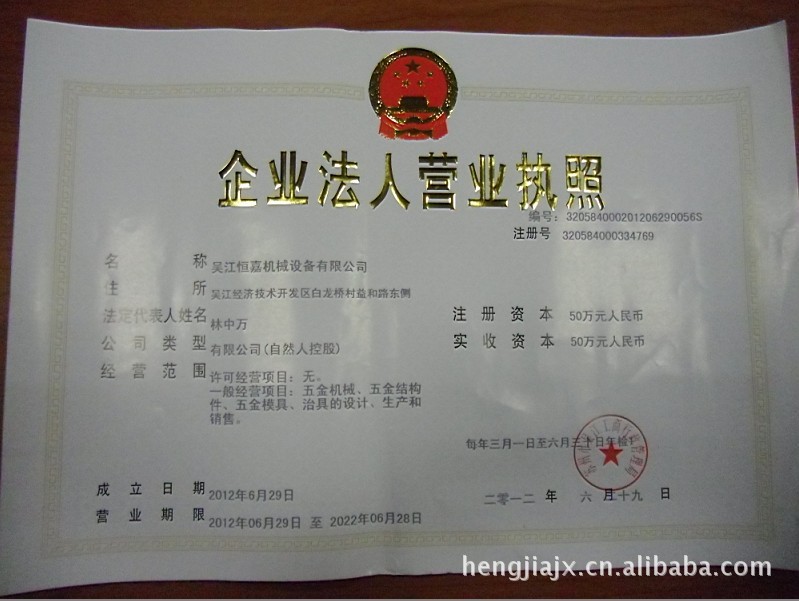 企业法人营业执照
编号: 320584000201206290056S
注册号 320584000334769
名称 吴江恒嘉机械设备有限公司
住所 吴江经济技术开发区白龙桥村益和路东侧
法定代表人姓名 林中万
注册资本 50万元人民币
公司类型 有限公司(自然人控股)
实收资本 50万元人民币
经营范围 许可经营项目: 无。
一般经营项目: 五金机械、五金结构
件、五金模具、治具的设计、生产和
销售。
每年三月一日至六月三十日年检
成立日期 2012年6月29日
二零一二 年 六 月 十九 日
营业期限 2012年06月29日 至 2022年06月28日
hengjiajx.cn.alibaba.com